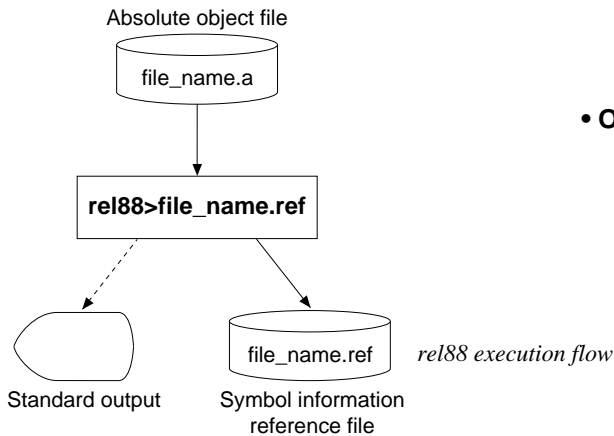 Absolute object file
file_name.a
• O
rel88>file_name.ref
file_name.ref
rel88 execution flow
Standard output
Symbol information
reference file